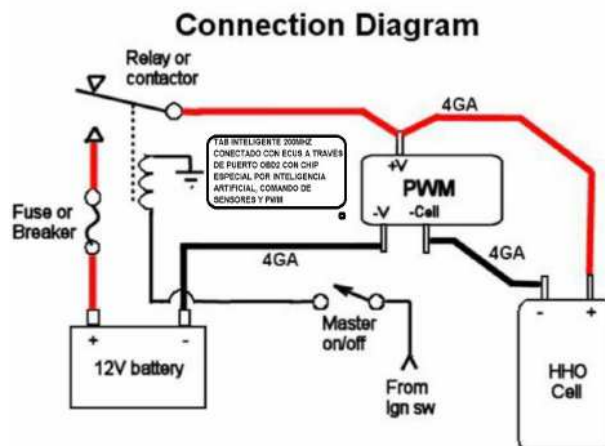 Connection Diagram
Relay or
contactor
4GA
TAB INTELIGENTE 200MHZ
CONECTADO CON ECUS A TRAVÉS
DE PUERTO OBD2 CON CHIP
ESPECIAL POR INTELIGENCIA
ARTIFICIAL, COMANDO DE
SENSORES Y PWM
+V
PWM
-V
-Cell
Fuse or
Breaker
4GA
4GA
Master
on/off
+
-
12V battery
From
Ign sw
-
+
HHO
Cell